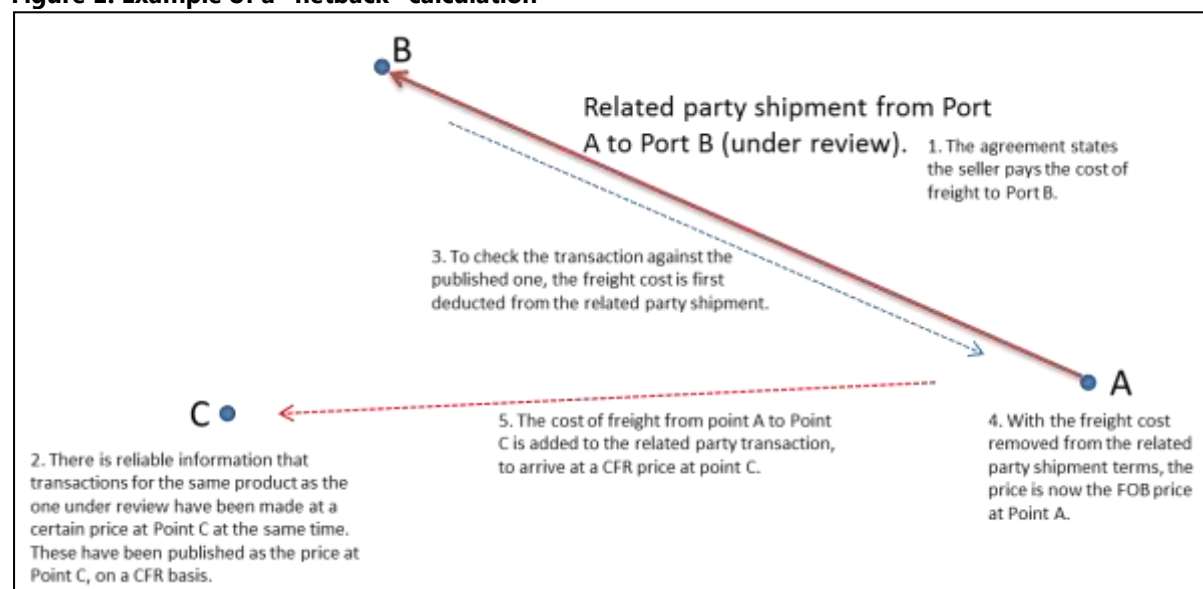 Figure 2: Example of a "netback" calculation
B
Related party shipment from Port
A to Port B (under review).
1. The agreement states
the seller pays the cost of
freight to Port B.
3. To check the transaction against the
published one, the freight cost is first
deducted from the related party shipment.
A
C
5. The cost of freight from point A to Point
C is added to the related party transaction,
to arrive at a CFR price at point C.
4. With the freight cost
removed from the related
party shipment terms, the
price is now the FOB price
at Point A.
2. There is reliable information that
transactions for the same product as the
one under review have been made at a
certain price at Point C at the same time.
These have been published as the price at
Point C, on a CFR basis.